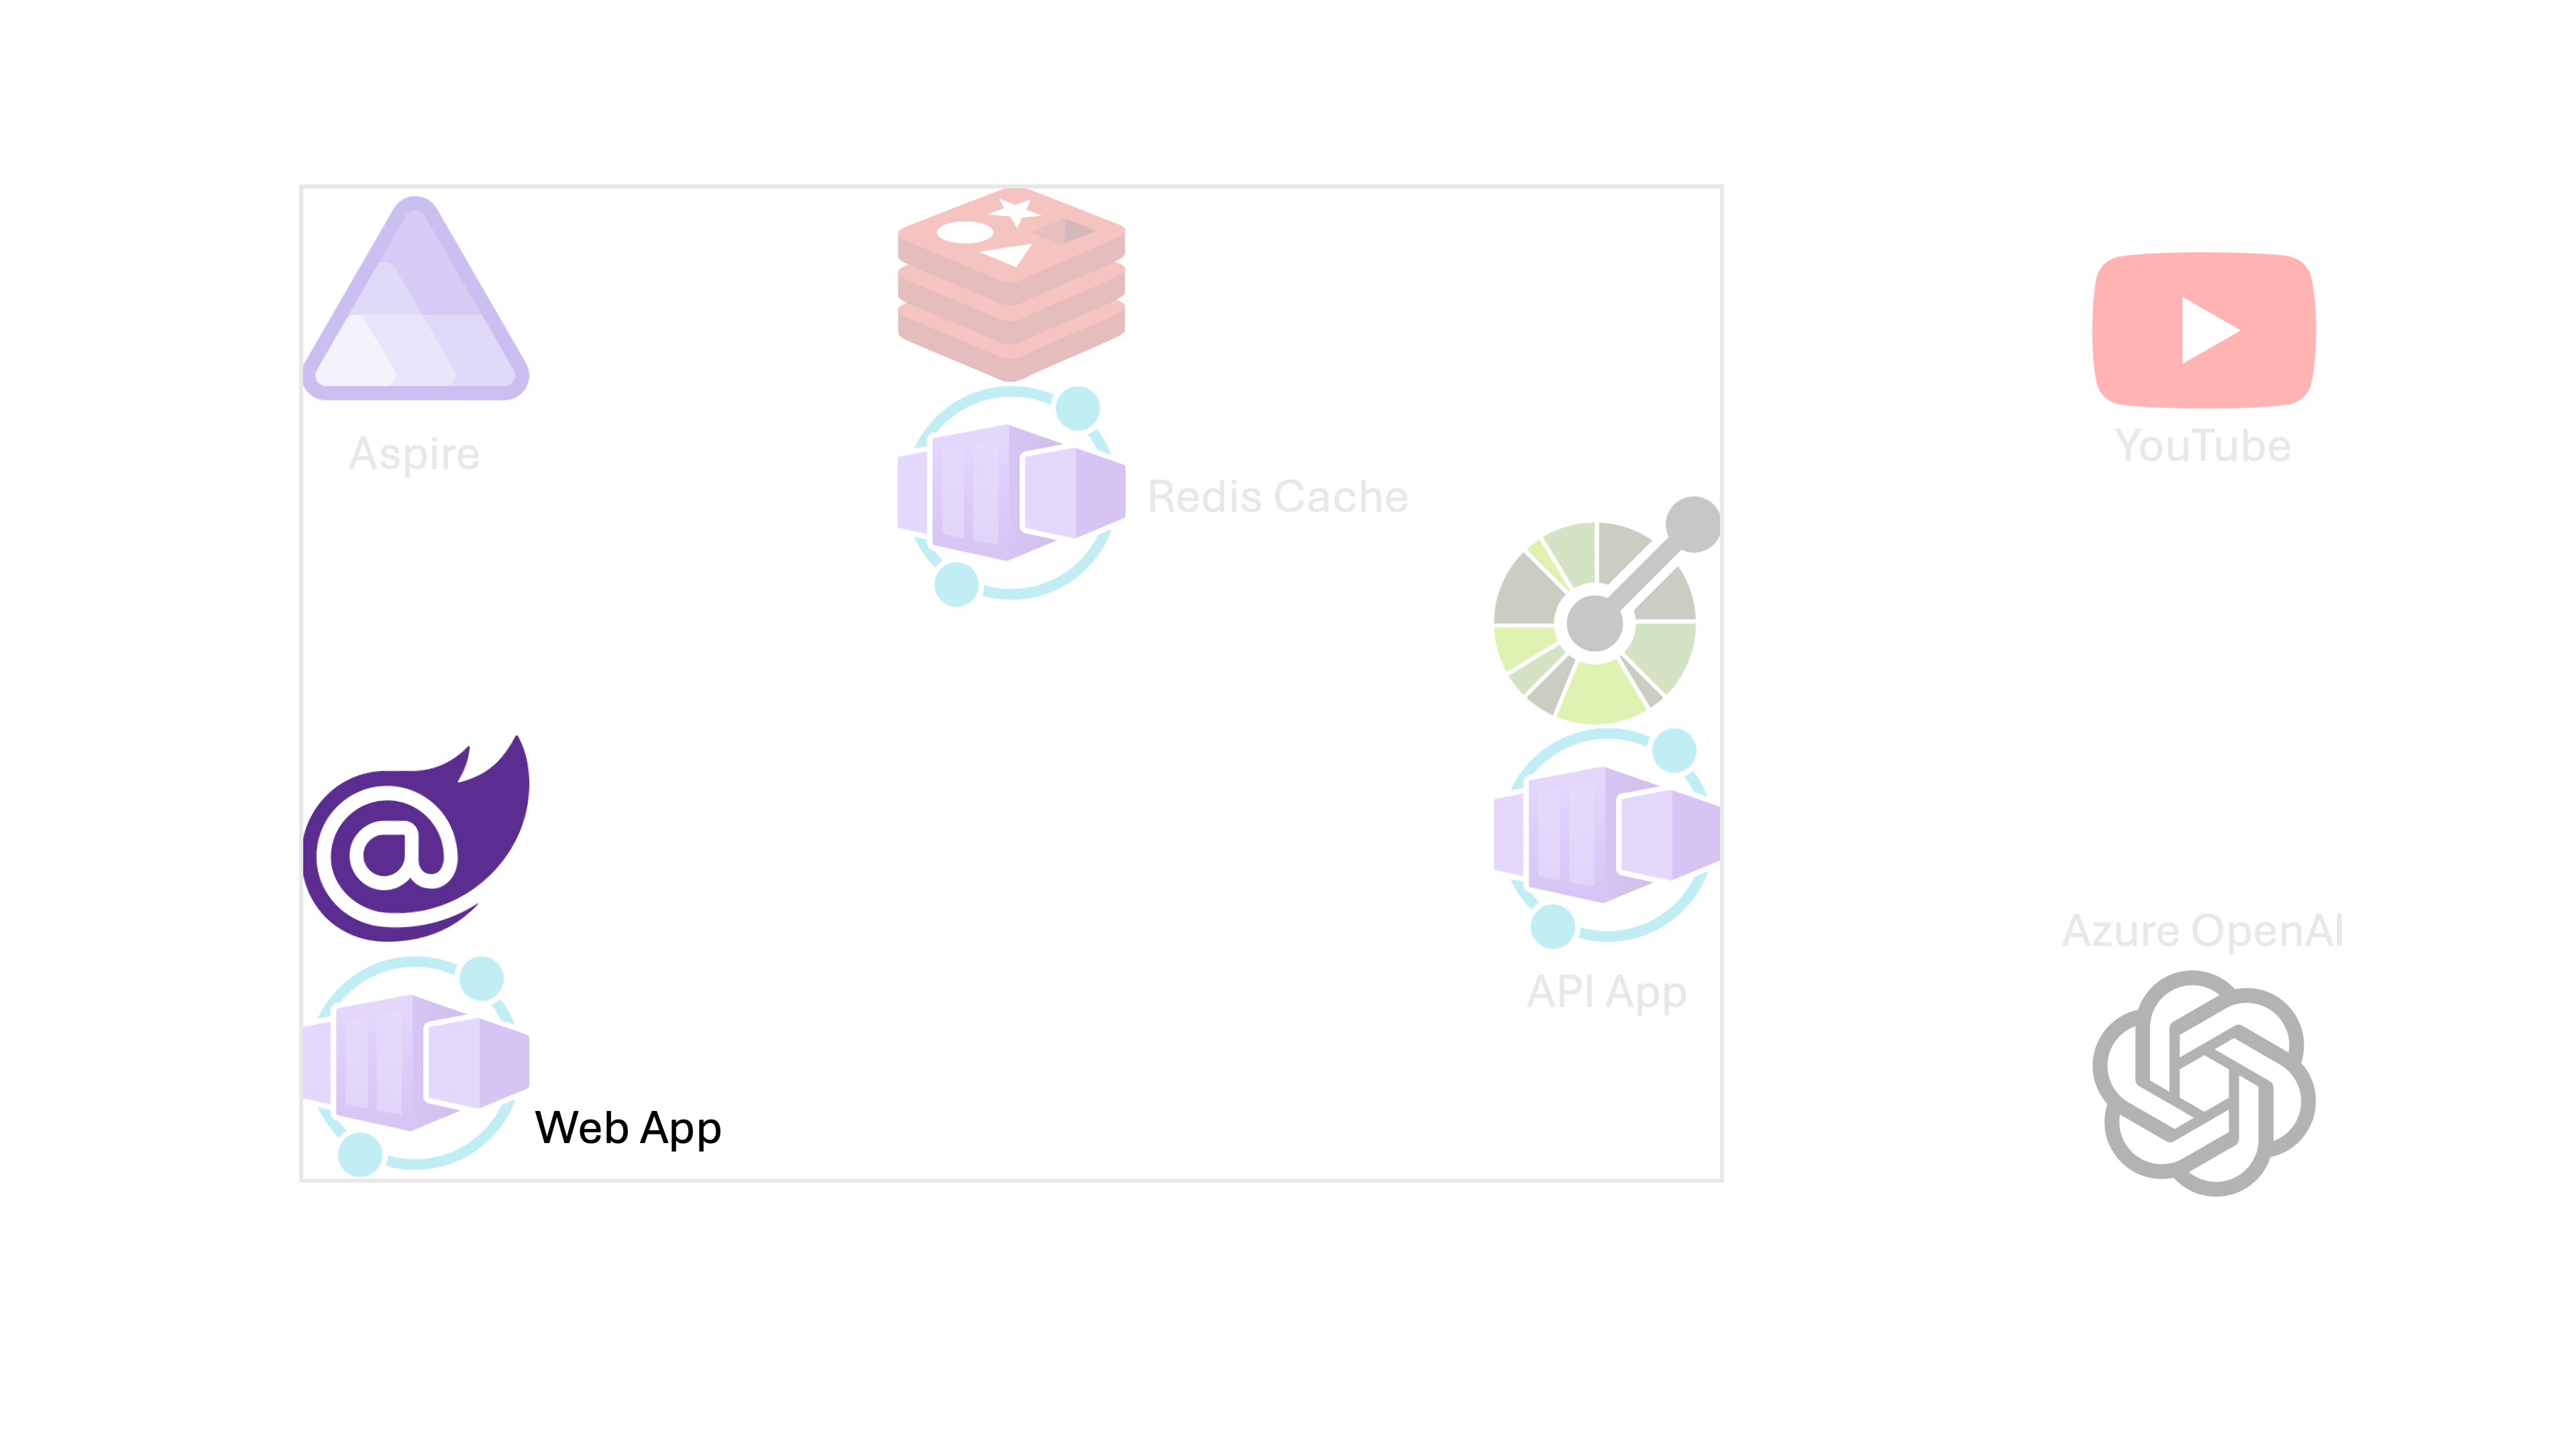 Aspire
Redis Cache
YouTube
API App
Azure OpenAI
@
Web App